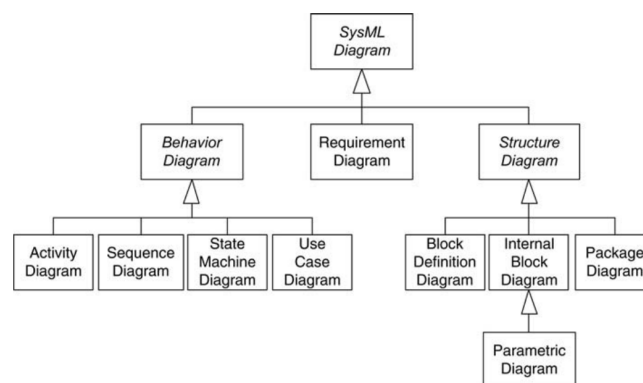 SysML
Diagram
Behavior
Diagram
Requirement
Diagram
Structure
Diagram
Activity
Diagram
Sequence
Diagram
State
Machine
Diagram
Use
Case
Diagram
Block
Definition
Diagram
Internal
Block
Diagram
Package
Diagram
Parametric
Diagram